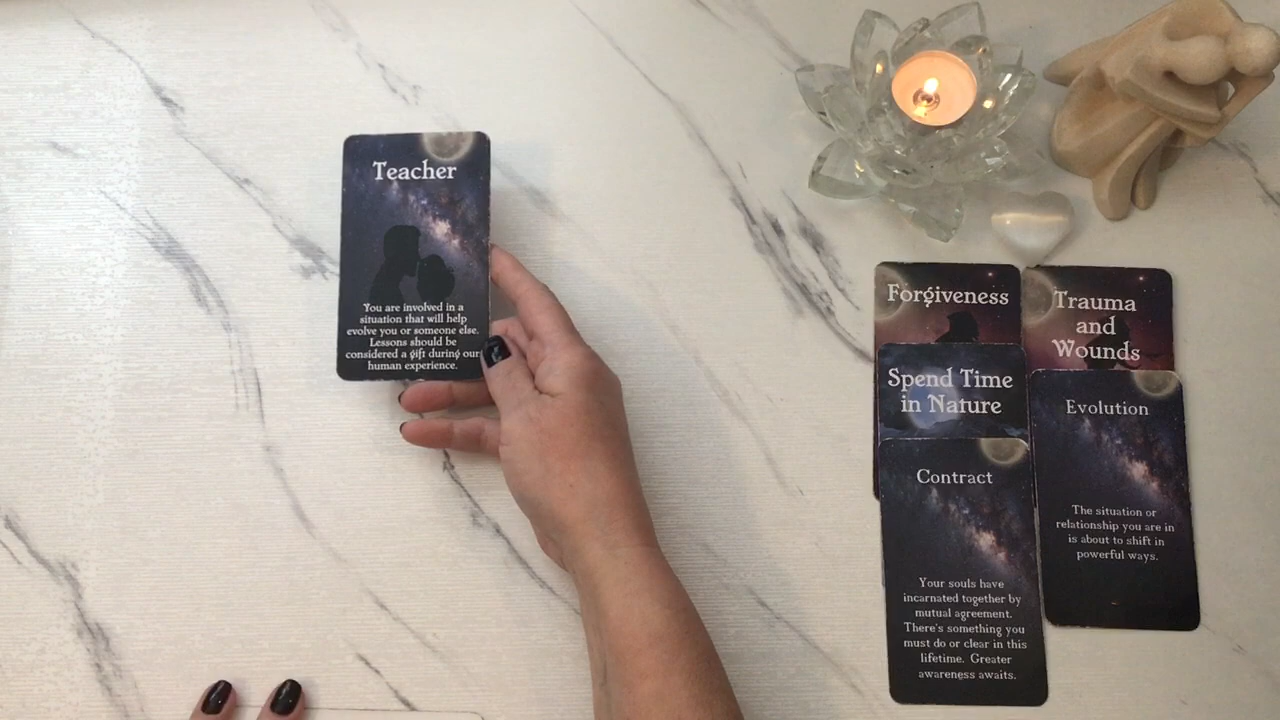 Teacher
You are involved in a
situation that will help
evolve you or someone else.
Lessons should be
considered a gift during our
human experience.
Forgiveness
Trauma
and
Wounds
Spend Time
in Nature
Evolution
The situation or
relationship you are in
is about to shift in
powerful ways.
Contract
Your souls have
incarnated together by
mutual agreement.
There's something you
must do or clear in this
lifetime. Greater
awareness awaits.